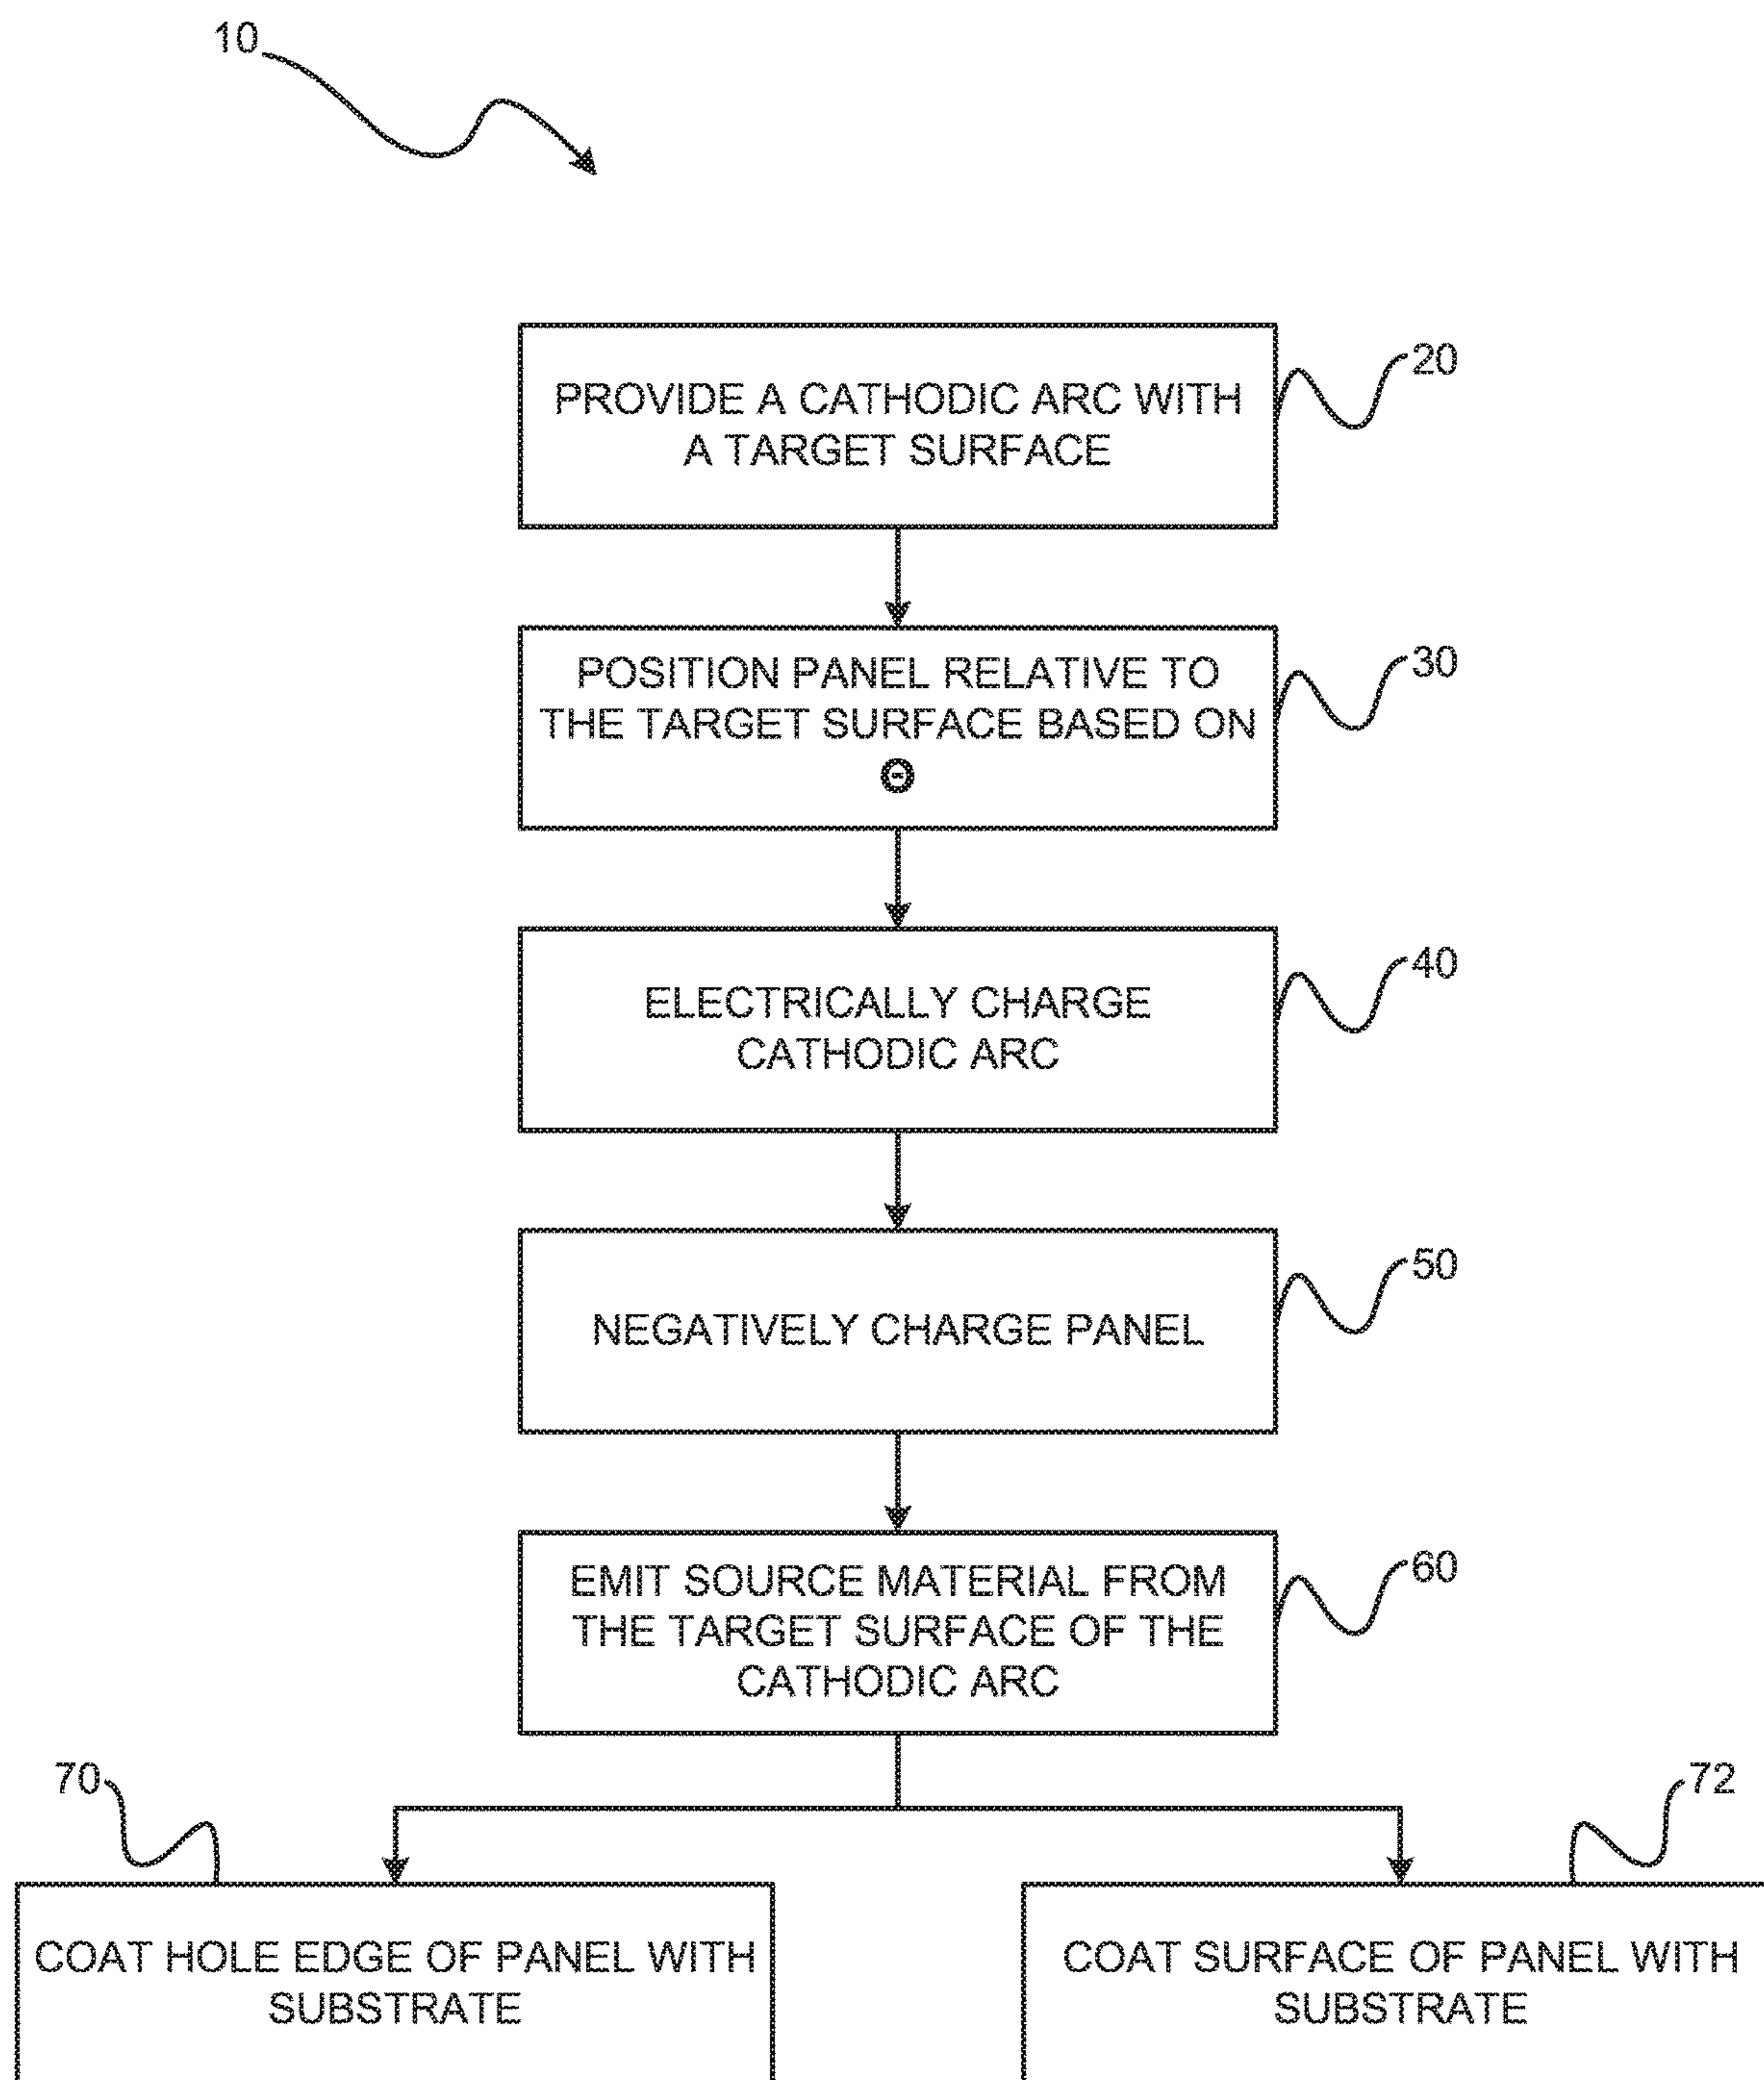 10
PROVIDE A CATHODIC ARC WITH
A TARGET SURFACE
20
POSITION PANEL RELATIVE TO
THE TARGET SURFACE BASED ON
Θ
30
ELECTRICALLY CHARGE
CATHODIC ARC
40
NEGATIVELY CHARGE PANEL
50
EMIT SOURCE MATERIAL FROM
THE TARGET SURFACE OF THE
CATHODIC ARC
60
70
COAT HOLE EDGE OF PANEL WITH
SUBSTRATE
72
COAT SURFACE OF PANEL WITH
SUBSTRATE